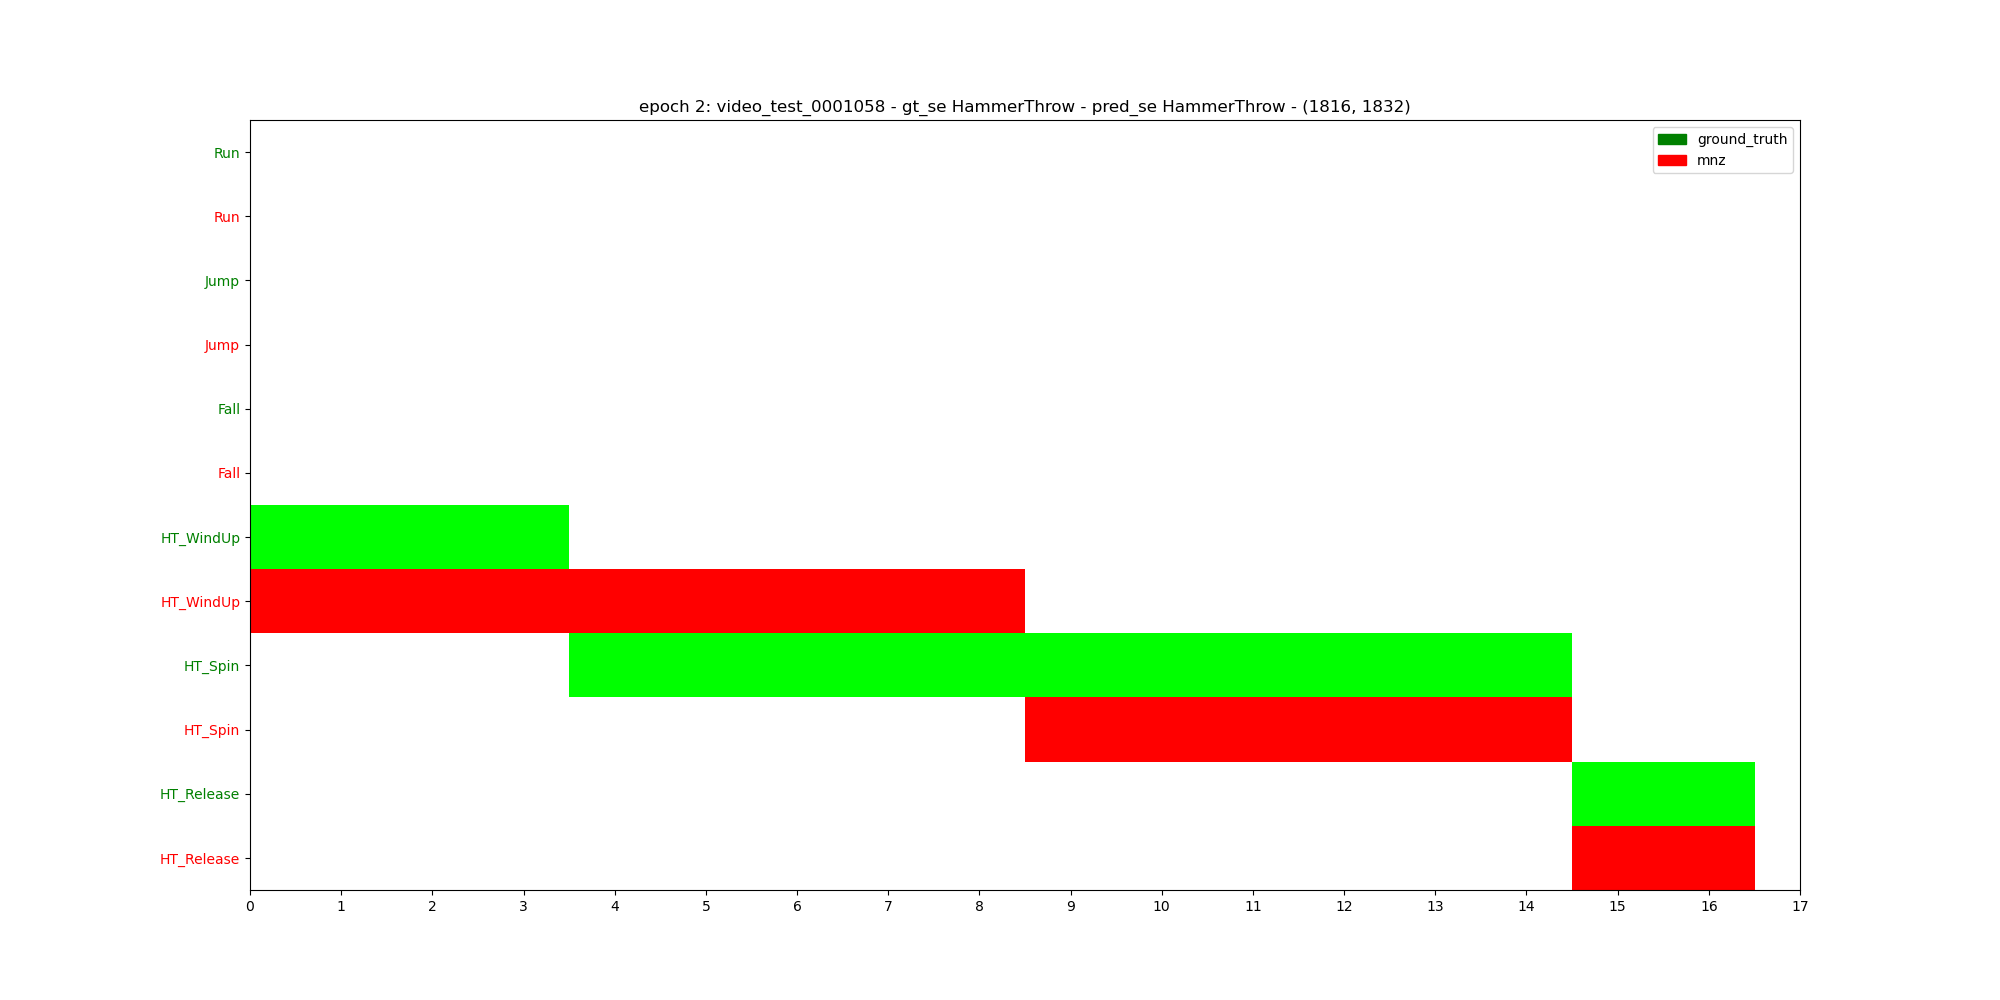 epoch 2: video_test_0001058 - gt_se HammerThrow - pred_se HammerThrow - (1816, 1832)
ground_truth
mnz
Run
Run
Jump
Jump
Fall
Fall
HT_WindUp
HT_WindUp
HT_Spin
HT_Spin
HT_Release
HT_Release
0 1 2 3 4 5 6 7 8 9 10 11 12 13 14 15 16 17